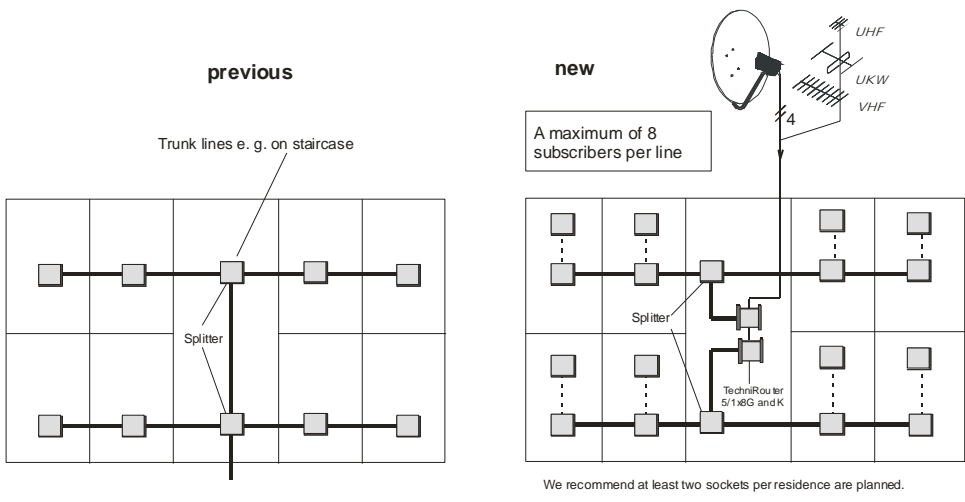 previous
Trunk lines e. g. on staircase
Splitter
new
A maximum of 8
subscribers per line
4
UHF
UKW
VHF
Splitter
TechniRouter
5/1x8G and K
We recommend at least two sockets per residence are planned.